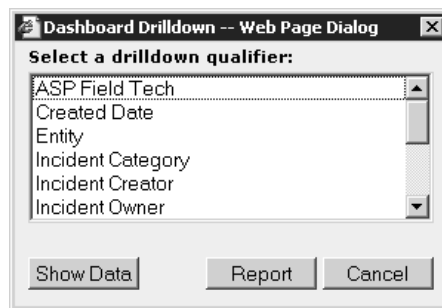 Dashboard Drilldown -- Web Page Dialog
Select a drilldown qualifier:
ASP Field Tech
Created Date
Entity
Incident Category
Incident Creator
Incident Owner
Show Data Report Cancel